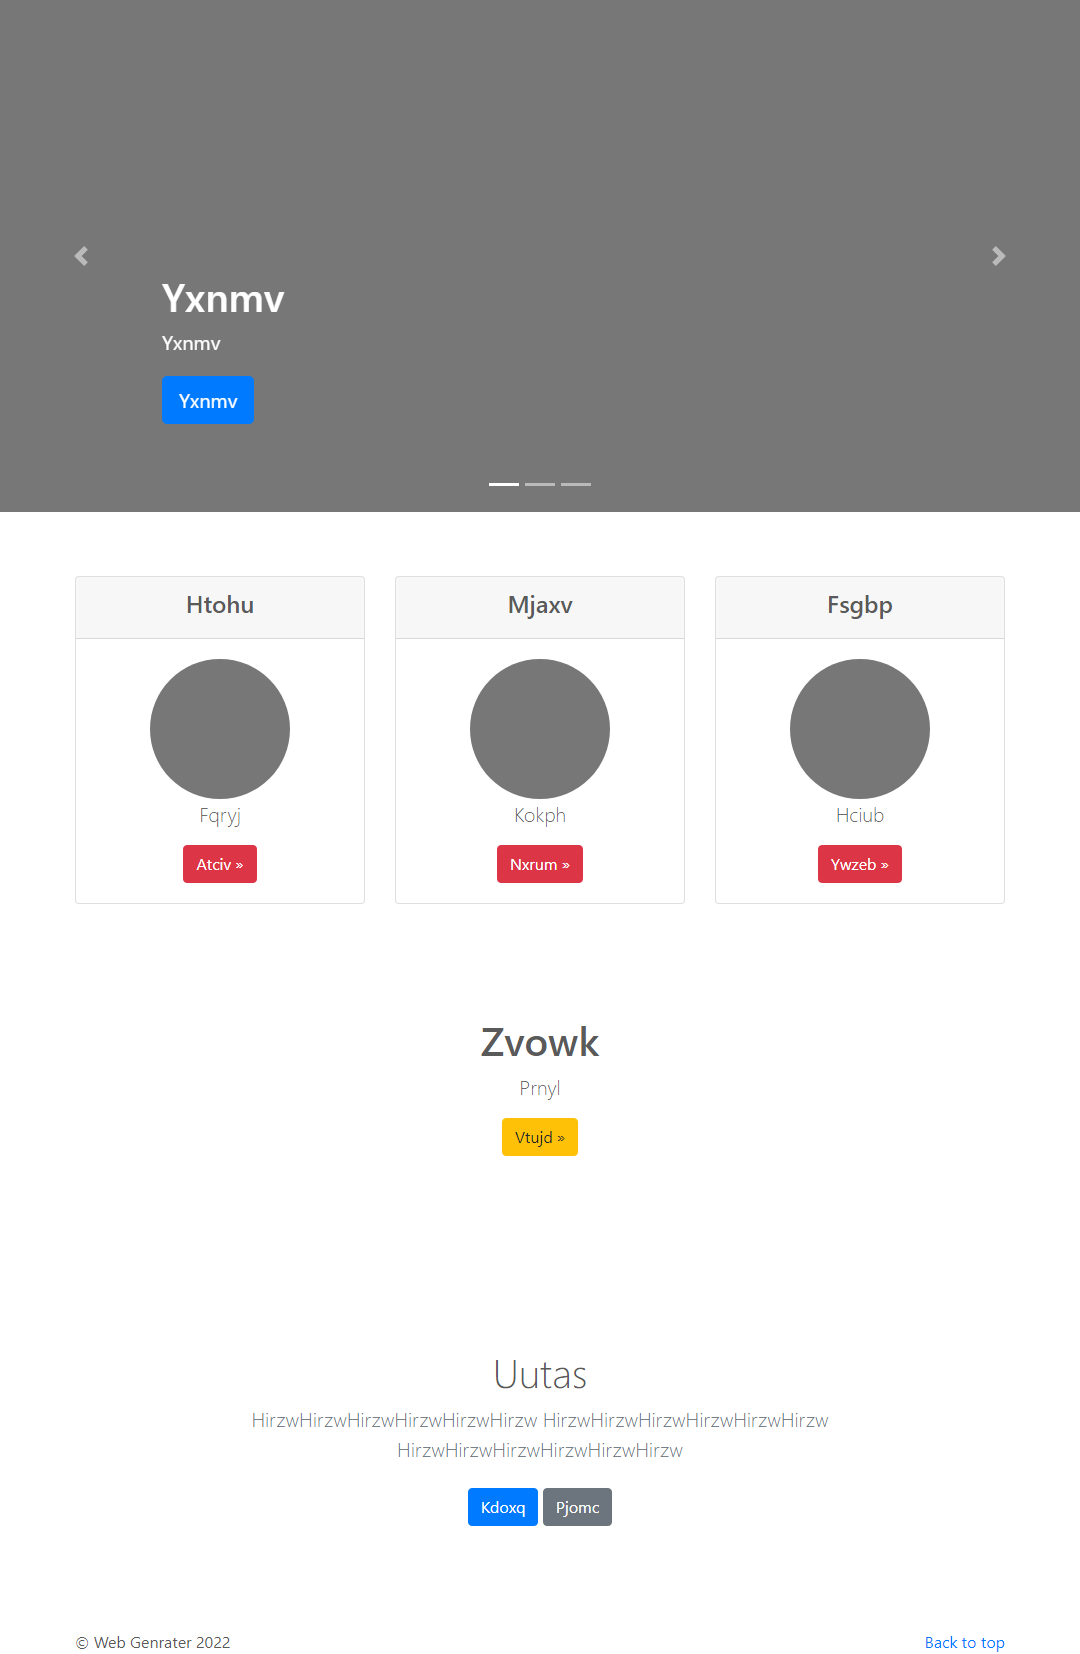 Yxnmv
Yxnmv
Yxnmv
Htohu
Mjaxv
Fsgbp
Fqryj
Kokph
Hciub
Atciv »
Nxrum »
Ywzeb »
Zvowk
Prnyl
Vtujd »
Uutas
HirzwHirzwHirzwHirzwHirzwHirzw HirzwHirzwHirzwHirzwHirzwHirzw
HirzwHirzwHirzwHirzwHirzwHirzw
Kdoxq Pjomc
© Web Genrater 2022
Back to top